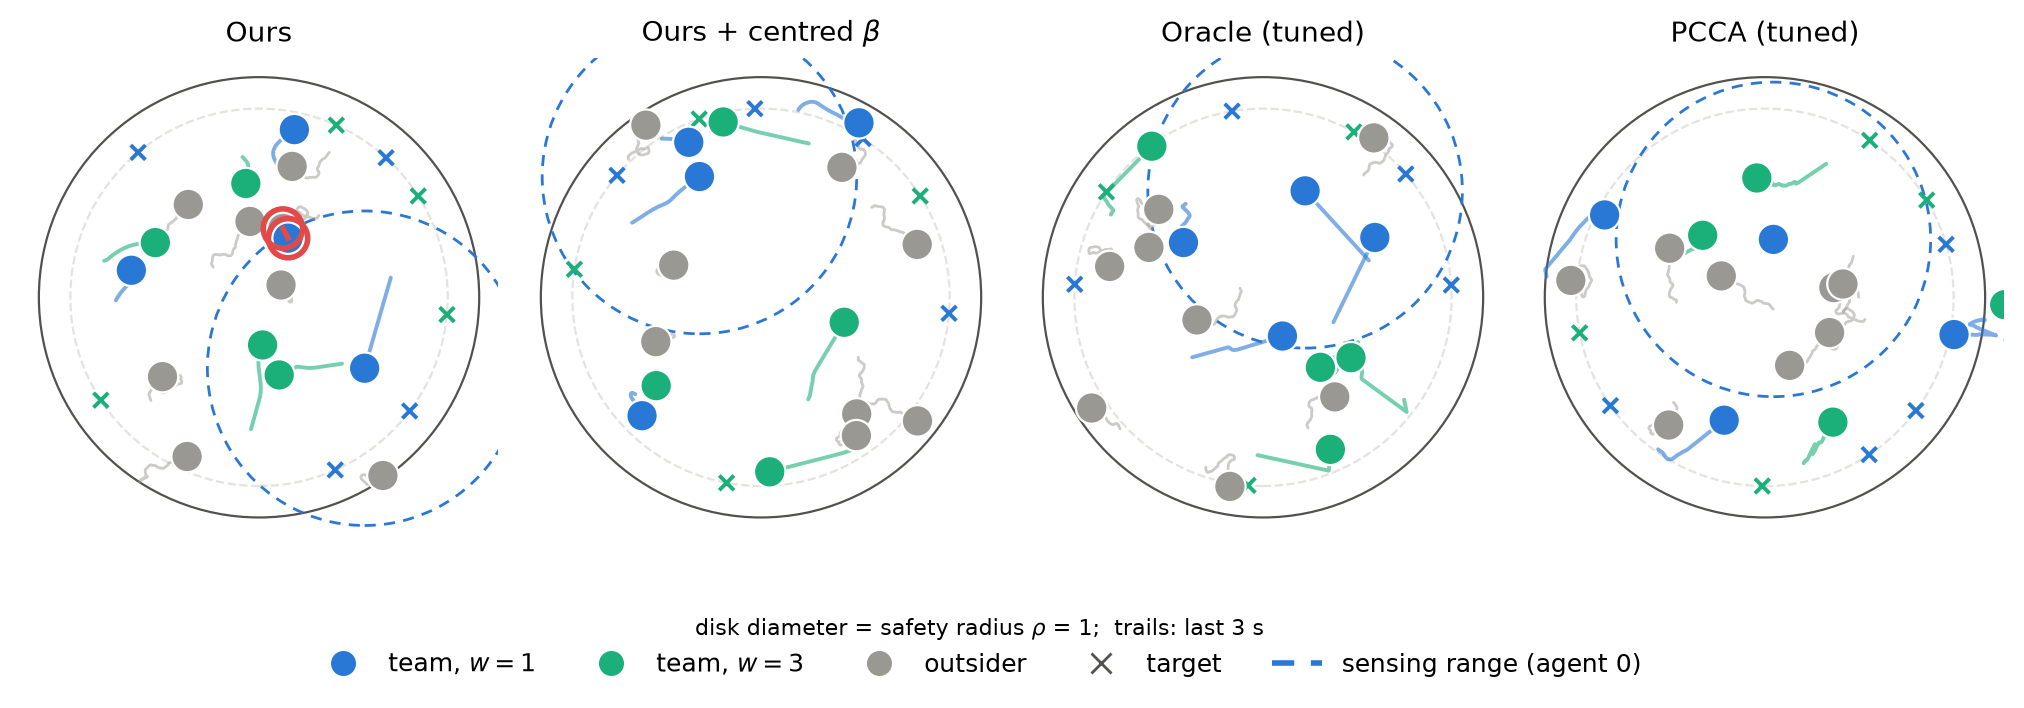 Ours
Ours + centred β
Oracle (tuned)
PCCA (tuned)
disk diameter = safety radius ρ = 1;  trails: last 3 s
team, w = 1
team, w = 3
outsider
target
sensing range (agent 0)